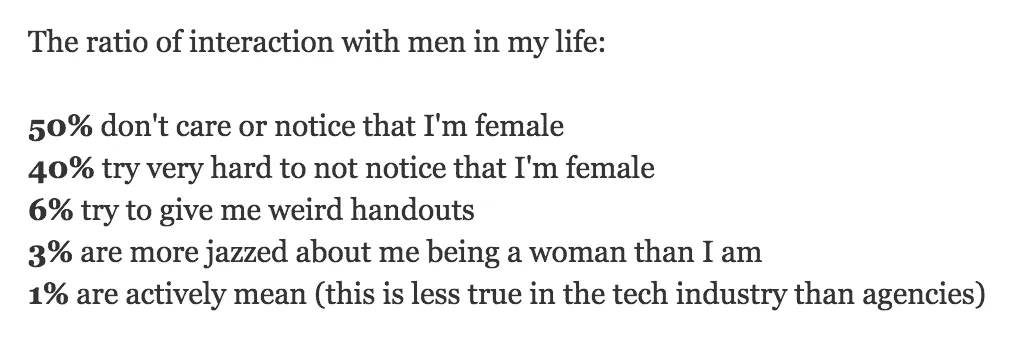 The ratio of interaction with men in my life:
50% don't care or notice that I'm female
40% try very hard to not notice that I'm female
6% try to give me weird handouts
3% are more jazzed about me being a woman than I am
1% are actively mean (this is less true in the tech industry than agencies)